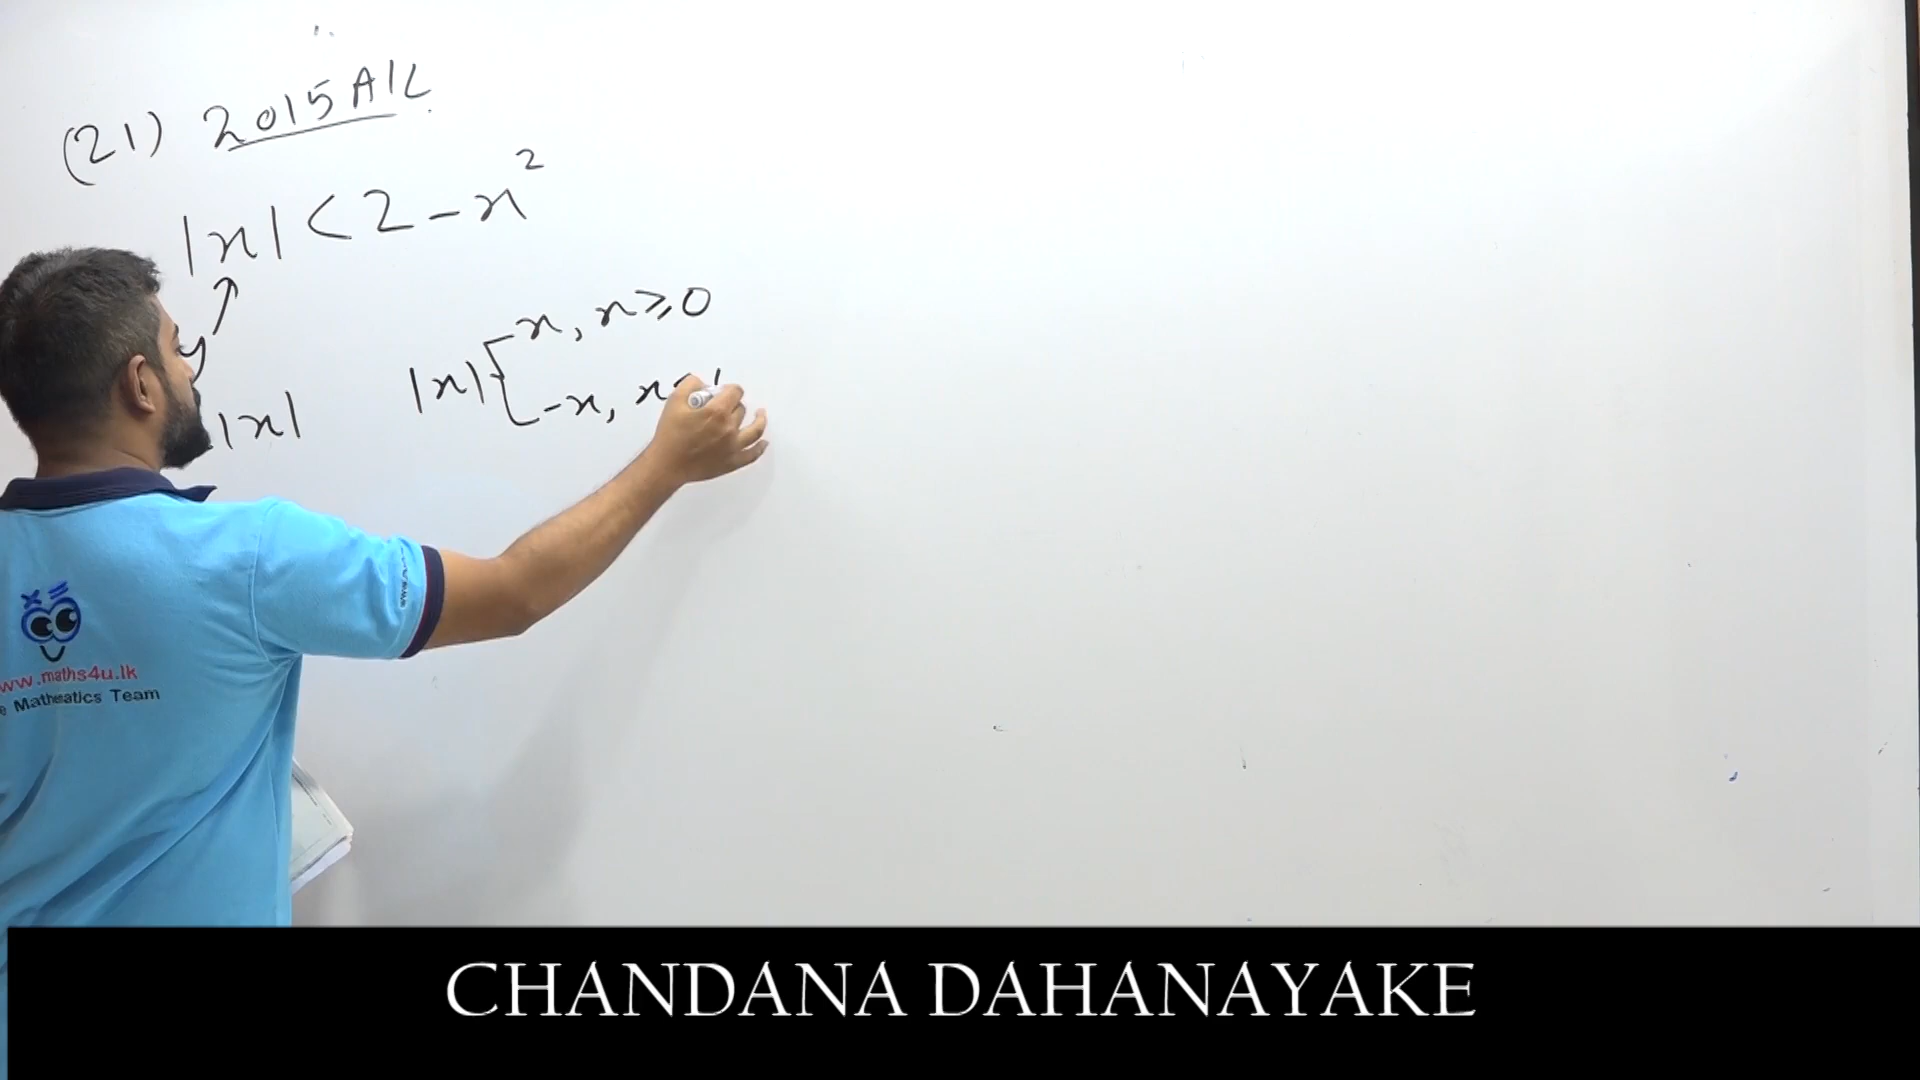 (21) 2015 A/L
|x| < 2 - x²
y
|x|
|x| x, x ≥ 0
-x, x <
www.maths4u.lk
e Mathematics Team
CHANDANA DAHANAYAKE